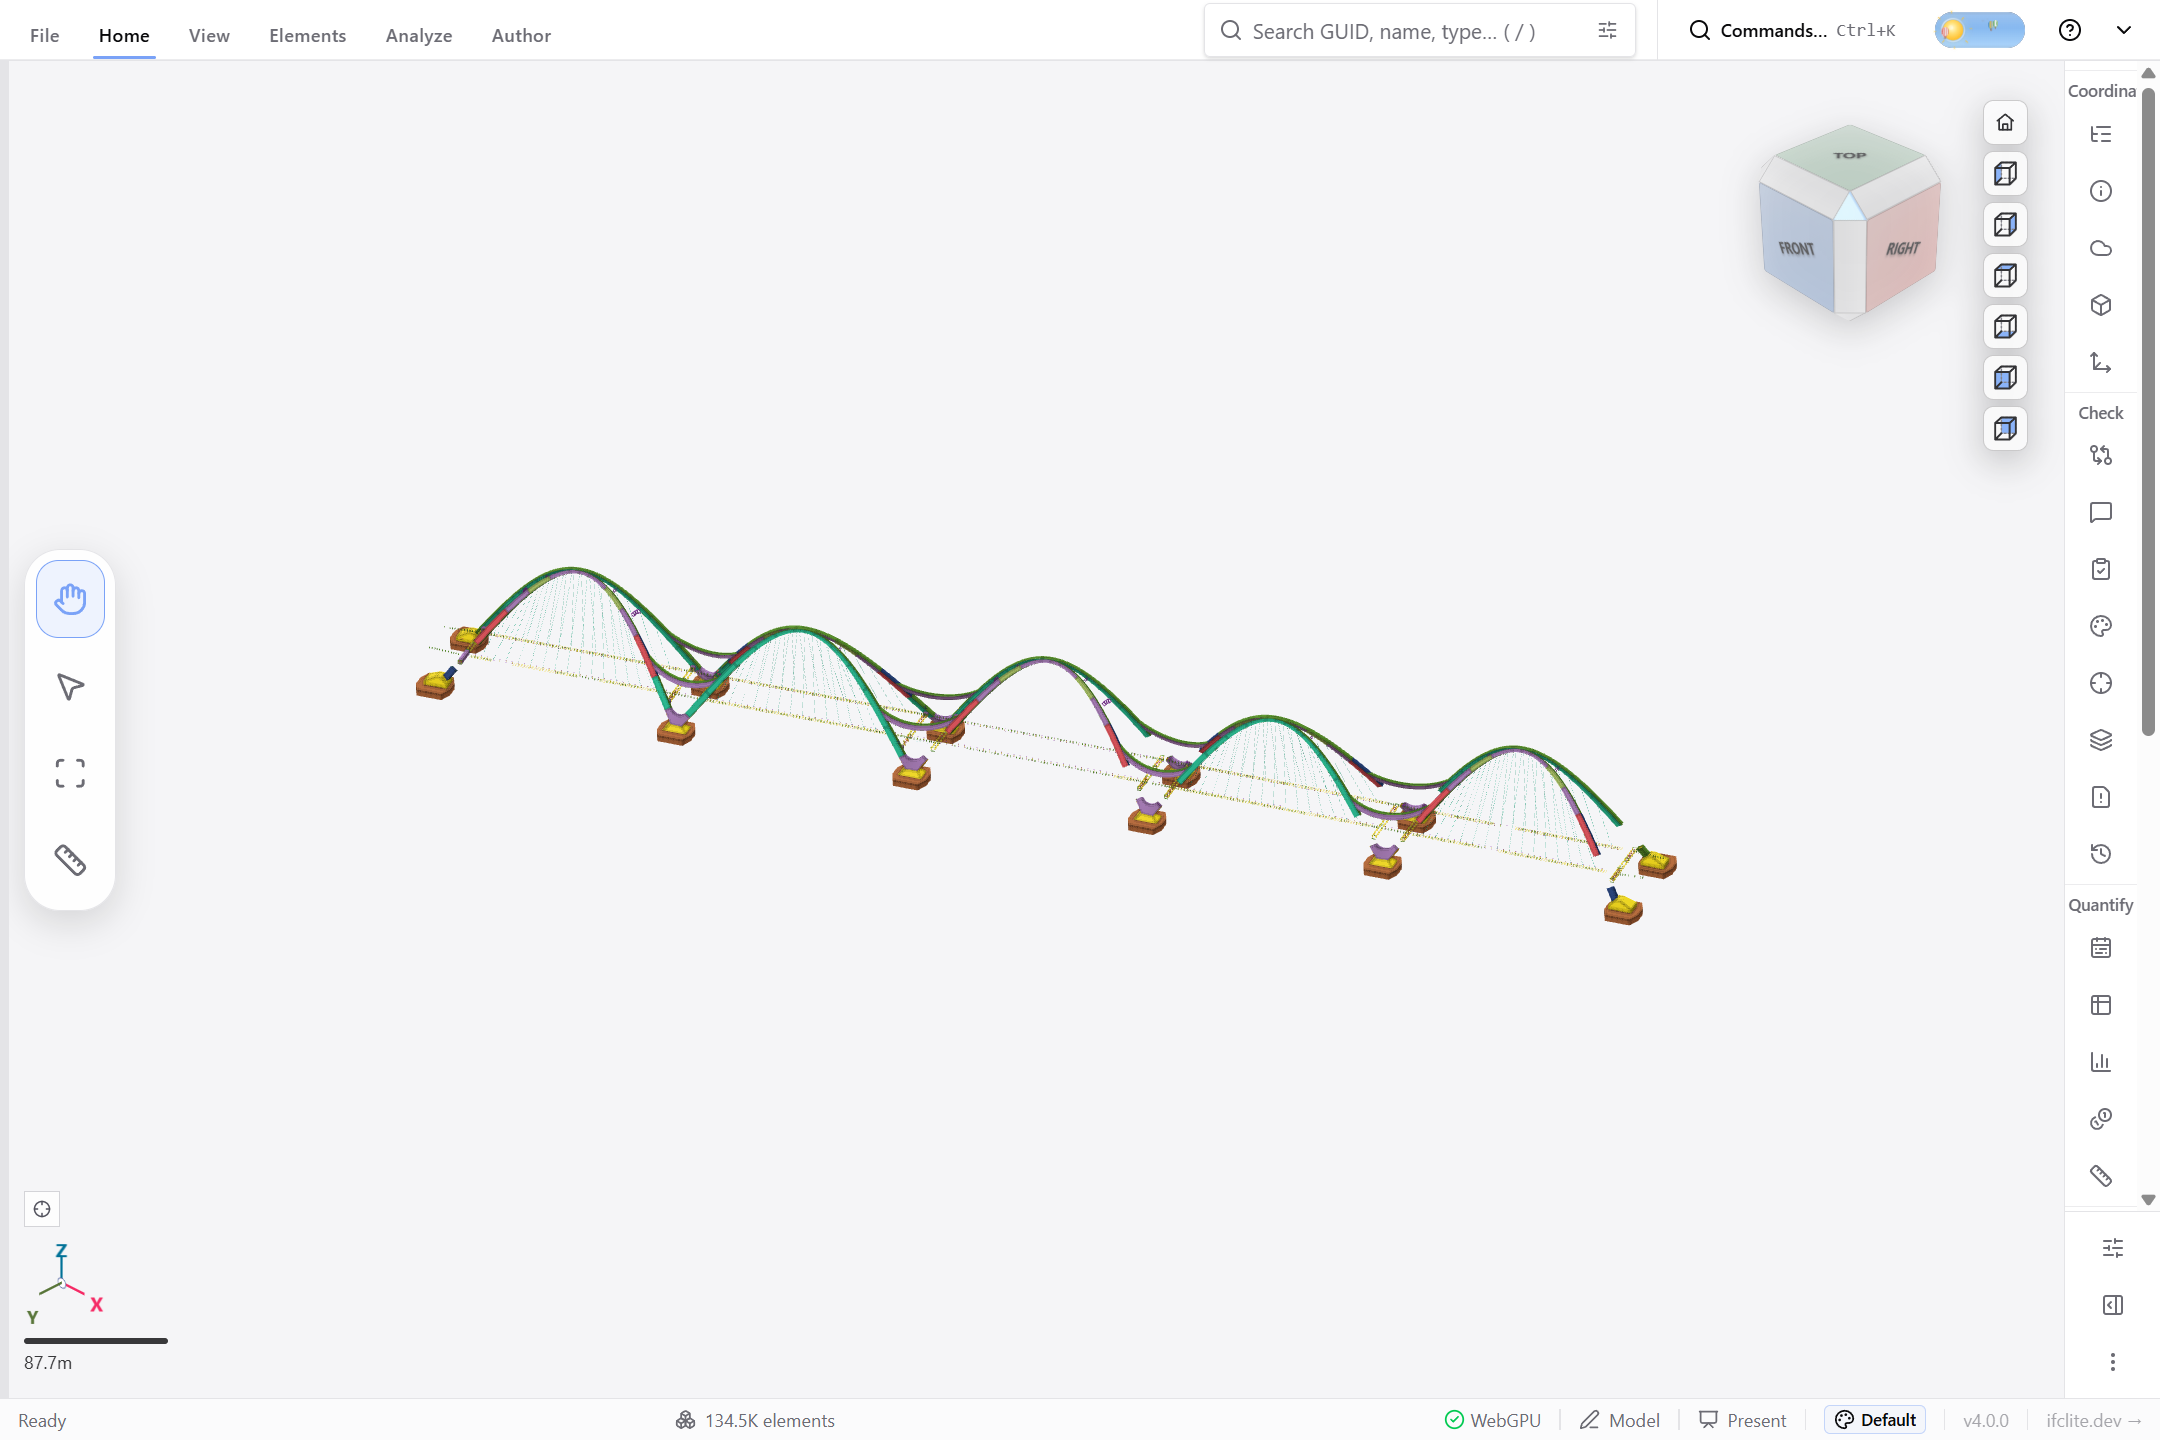 File Home View Elements Analyze Author
Search GUID, name, type... ( / )
Commands... Ctrl+K
TOP
FRONT
RIGHT
Coordina
Check
Quantify
Z
X
Y
87.7m
Ready
134.5K elements
WebGPU
Model
Present
Default
v4.0.0
ifclite.dev →